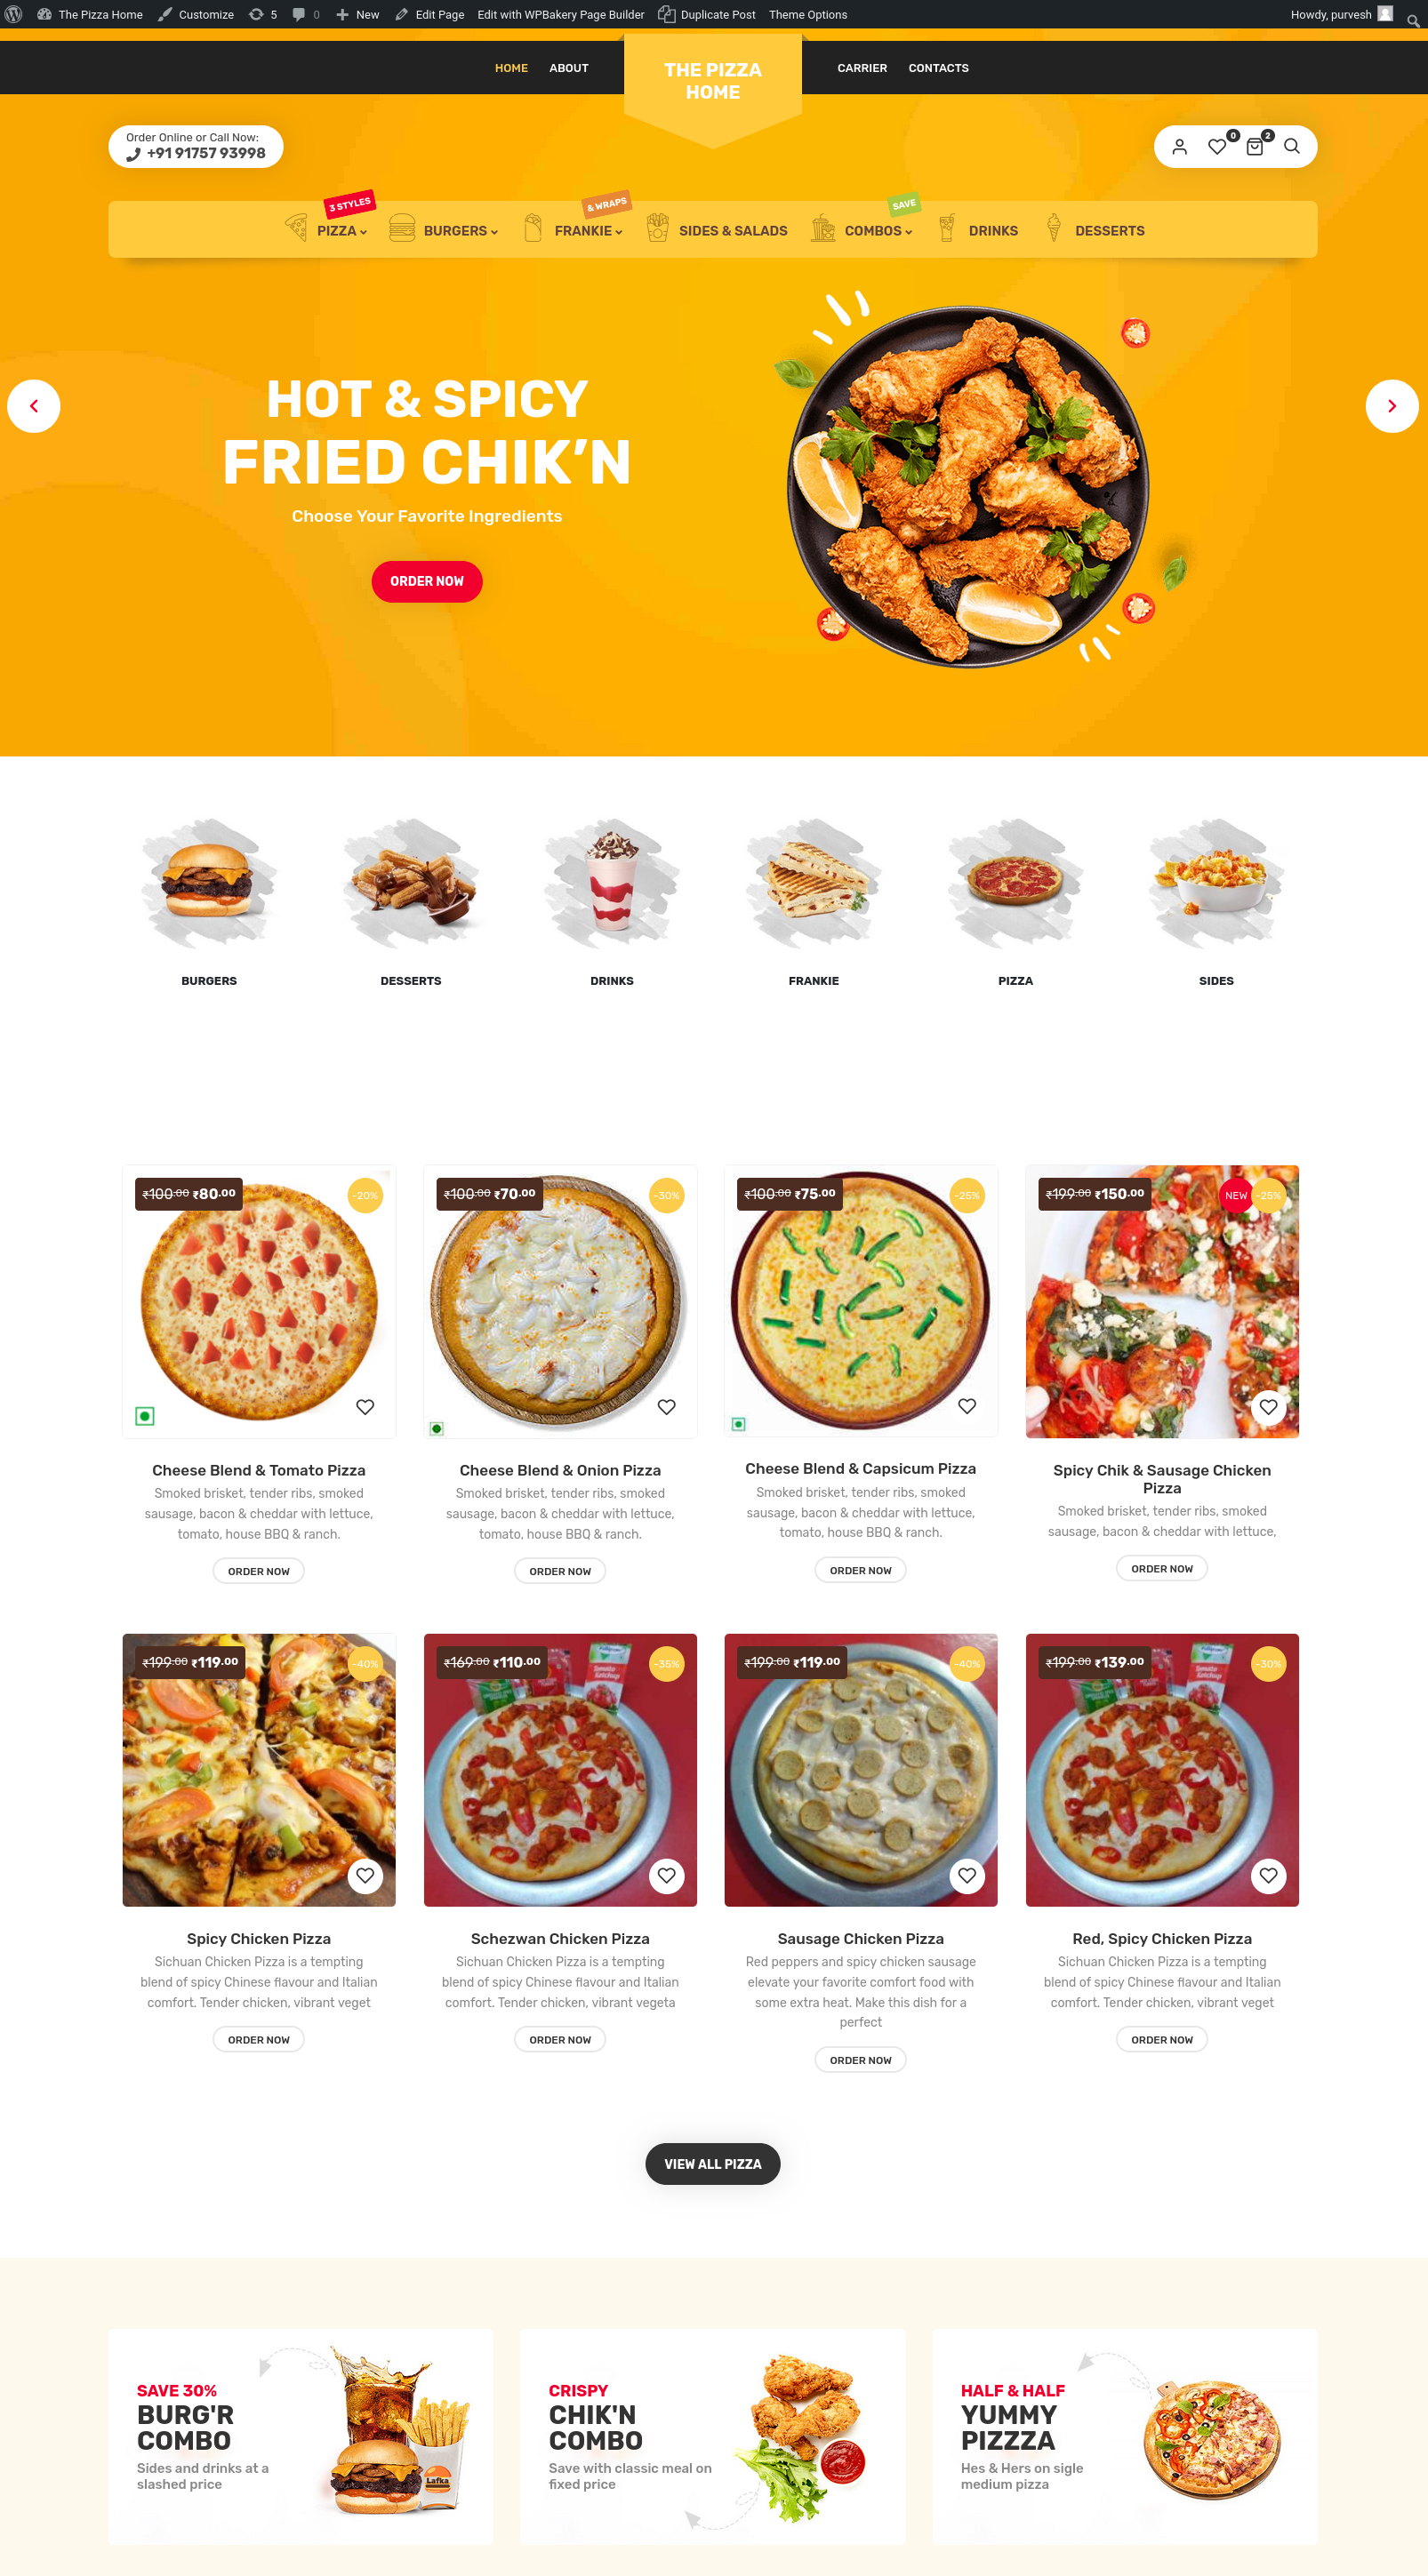 The Pizza Home Customize 5 0 New Edit Page Edit with WPBakery Page Builder Duplicate Post Theme Options Howdy, purvesh
HOME ABOUT THE PIZZA CARRIER CONTACTS
HOME
Order Online or Call Now:
+91 91757 93998
0 2
3 STYLES & WRAPS SAVE
PIZZA BURGERS FRANKIE SIDES & SALADS COMBOS DRINKS DESSERTS
HOT & SPICY
FRIED CHIK’N
Choose Your Favorite Ingredients
ORDER NOW
BURGERS DESSERTS DRINKS FRANKIE PIZZA SIDES
₹100.00 ₹80.00 -20% ₹100.00 ₹70.00 -30% ₹100.00 ₹75.00 -25% ₹199.00 ₹150.00 NEW -25%
Cheese Blend & Tomato Pizza
Smoked brisket, tender ribs, smoked
sausage, bacon & cheddar with lettuce,
tomato, house BBQ & ranch.
ORDER NOW
Cheese Blend & Onion Pizza
Smoked brisket, tender ribs, smoked
sausage, bacon & cheddar with lettuce,
tomato, house BBQ & ranch.
ORDER NOW
Cheese Blend & Capsicum Pizza
Smoked brisket, tender ribs, smoked
sausage, bacon & cheddar with lettuce,
tomato, house BBQ & ranch.
ORDER NOW
Spicy Chik & Sausage Chicken
Pizza
Smoked brisket, tender ribs, smoked
sausage, bacon & cheddar with lettuce,
ORDER NOW
₹199.00 ₹119.00 -40% ₹169.00 ₹110.00 -35% ₹199.00 ₹119.00 -40% ₹199.00 ₹139.00 -30%
Spicy Chicken Pizza
Sichuan Chicken Pizza is a tempting
blend of spicy Chinese flavour and Italian
comfort. Tender chicken, vibrant veget
ORDER NOW
Schezwan Chicken Pizza
Sichuan Chicken Pizza is a tempting
blend of spicy Chinese flavour and Italian
comfort. Tender chicken, vibrant vegeta
ORDER NOW
Sausage Chicken Pizza
Red peppers and spicy chicken sausage
elevate your favorite comfort food with
some extra heat. Make this dish for a
perfect
ORDER NOW
Red, Spicy Chicken Pizza
Sichuan Chicken Pizza is a tempting
blend of spicy Chinese flavour and Italian
comfort. Tender chicken, vibrant veget
ORDER NOW
VIEW ALL PIZZA
SAVE 30%
BURG'R
COMBO
Sides and drinks at a
slashed price
Lafka
CRISPY
CHIK'N
COMBO
Save with classic meal on
fixed price
HALF & HALF
YUMMY
PIZZZA
Hes & Hers on sigle
medium pizza